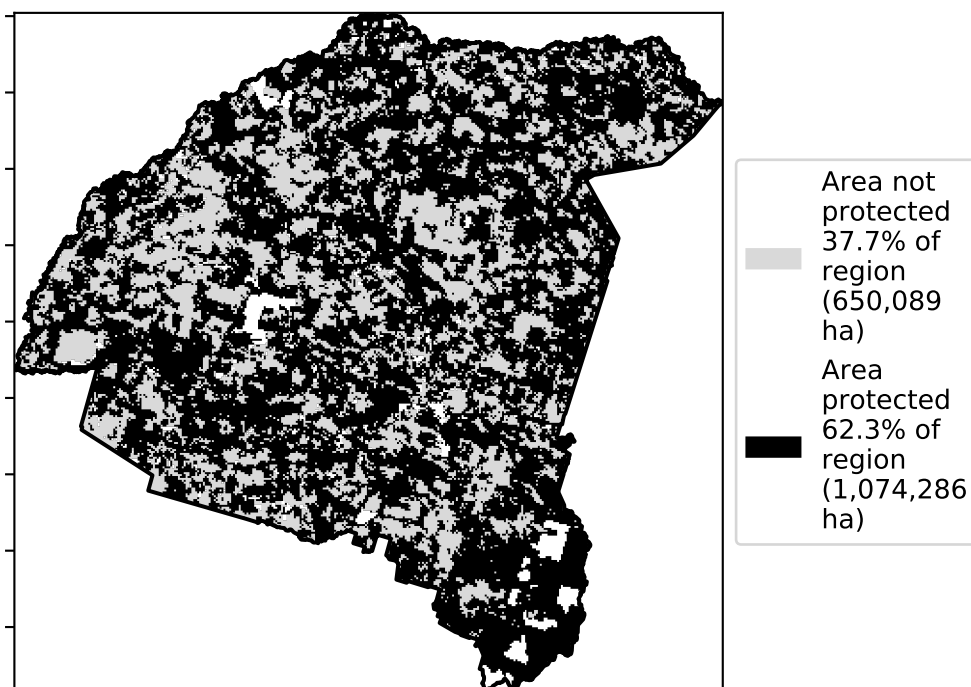 Area not
protected
37.7% of
region
(650,089
ha)
Area
protected
62.3% of
region
(1,074,286
ha)